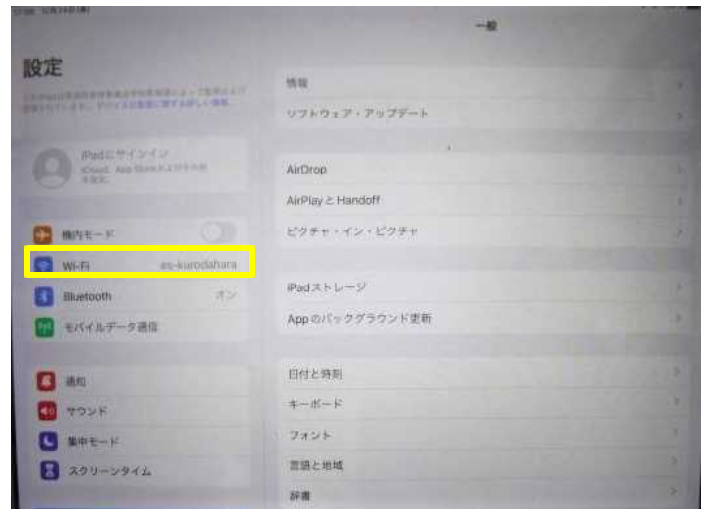 一般
設定
iPadにサインイン
機内モード
Wi-Fi es-kurodahara
Bluetooth オン
モバイルデータ通信
通知
サウンド
集中モード
スクリーンタイム
情報
ソフトウェア・アップデート
AirDrop
AirPlayとHandoff
ピクチャ・イン・ピクチャ
iPadストレージ
Appのバックグラウンド更新
日付と時刻
キーボード
フォント
言語と地域
辞書